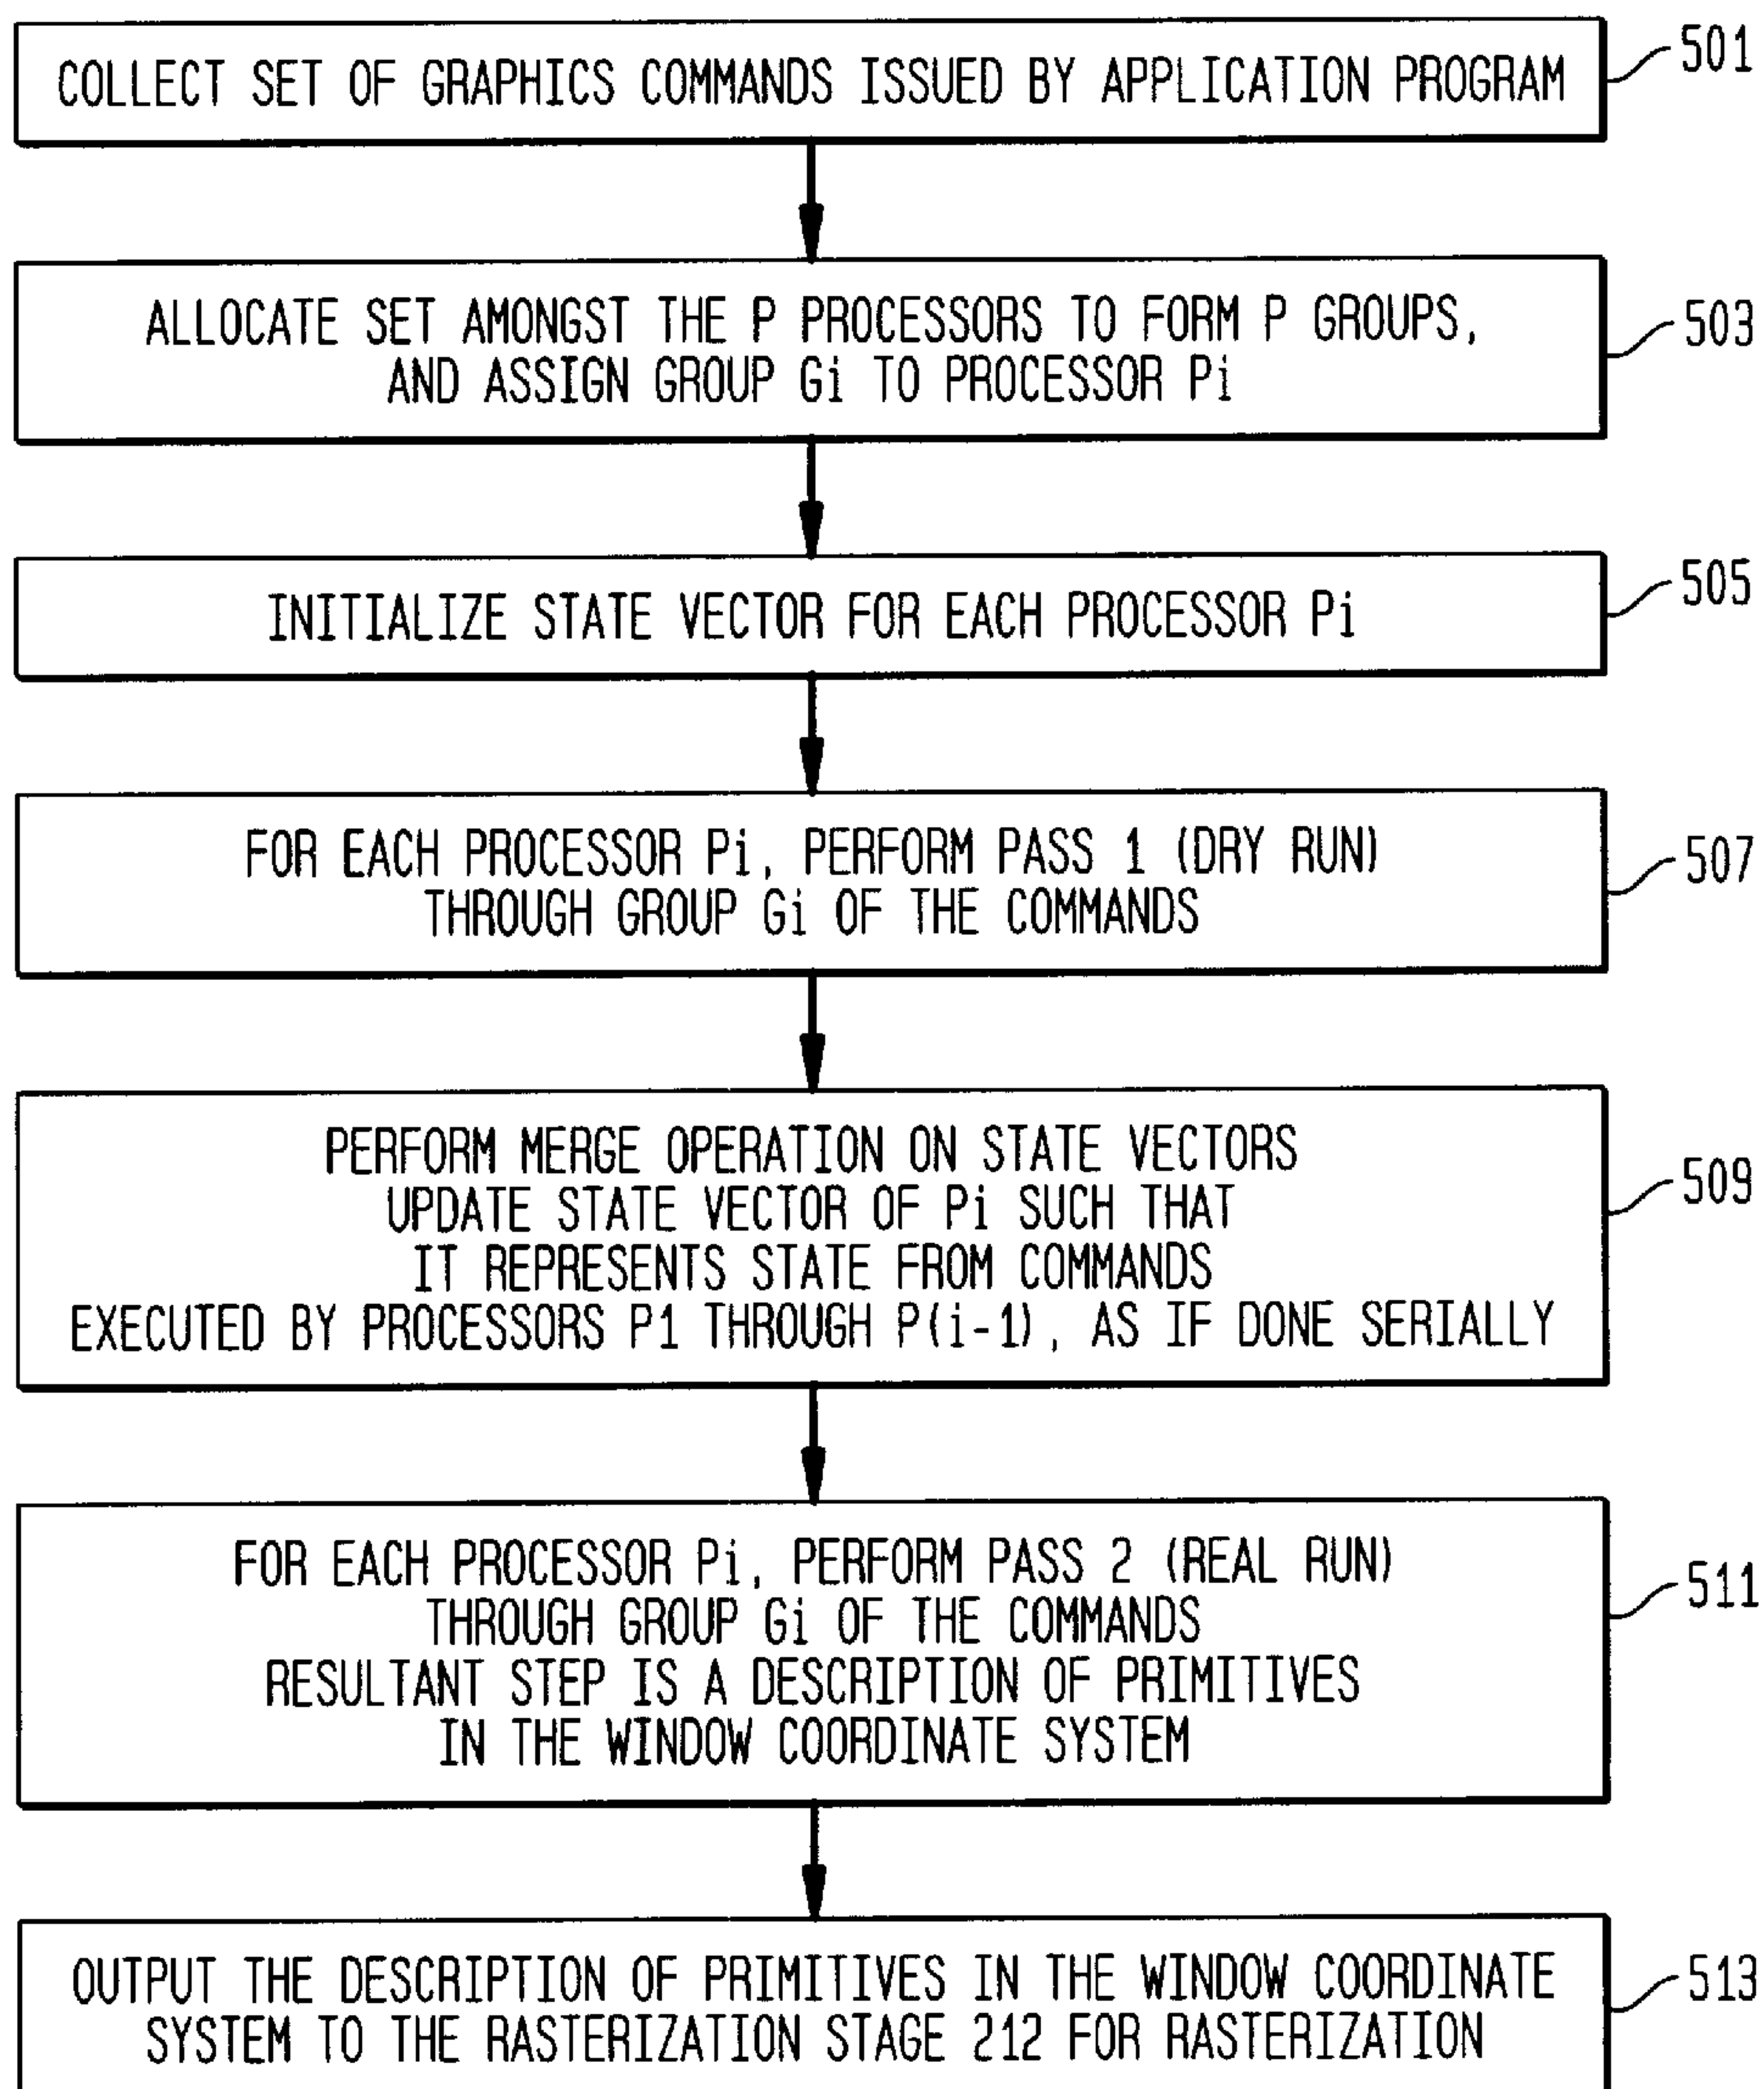 COLLECT SET OF GRAPHICS COMMANDS ISSUED BY APPLICATION PROGRAM
501
ALLOCATE SET AMONGST THE P PROCESSORS TO FORM P GROUPS,
AND ASSIGN GROUP Gi TO PROCESSOR Pi
503
INITIALIZE STATE VECTOR FOR EACH PROCESSOR Pi
505
FOR EACH PROCESSOR Pi, PERFORM PASS 1 (DRY RUN)
THROUGH GROUP Gi OF THE COMMANDS
507
PERFORM MERGE OPERATION ON STATE VECTORS
UPDATE STATE VECTOR OF Pi SUCH THAT
IT REPRESENTS STATE FROM COMMANDS
EXECUTED BY PROCESSORS P1 THROUGH P(i-1), AS IF DONE SERIALLY
509
FOR EACH PROCESSOR Pi, PERFORM PASS 2 (REAL RUN)
THROUGH GROUP Gi OF THE COMMANDS
RESULTANT STEP IS A DESCRIPTION OF PRIMITIVES
IN THE WINDOW COORDINATE SYSTEM
511
OUTPUT THE DESCRIPTION OF PRIMITIVES IN THE WINDOW COORDINATE
SYSTEM TO THE RASTERIZATION STAGE 212 FOR RASTERIZATION
513